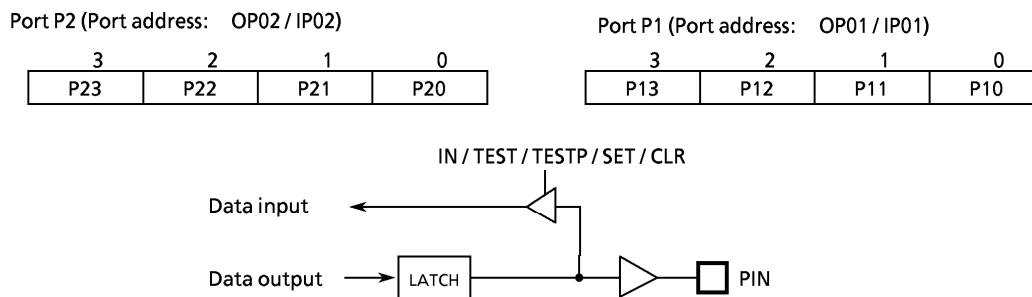 Port P2 (Port address: OP02 / IP02)
3 2 1 0
P23 P22 P21 P20
Port P1 (Port address: OP01 / IP01)
3 2 1 0
P13 P12 P11 P10
IN / TEST / TESTP / SET / CLR
Data input
Data output LATCH PIN